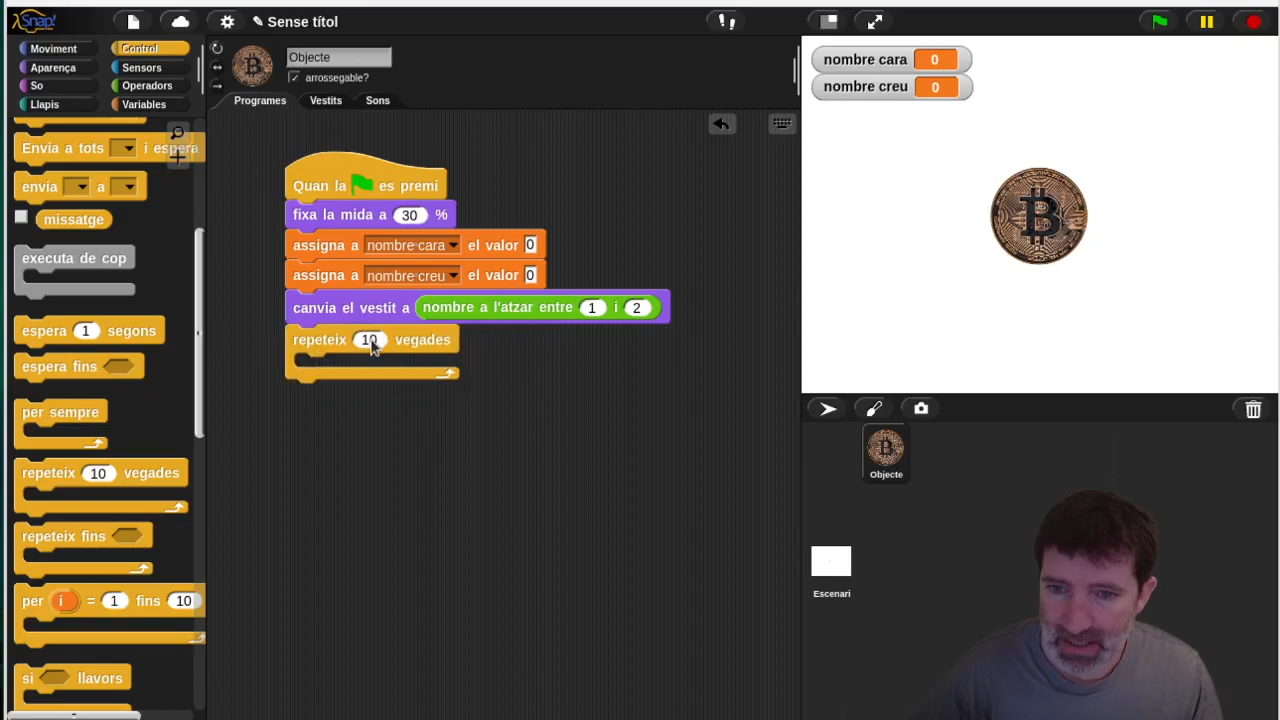 Snap!
Sense títol
Moviment
Control
Aparença
Sensors
So
Operadors
Llapis
Variables
Objecte
arrossegable?
Programes
Vestits
Sons
Envia a tots i espera
envia a
missatge
executa de cop
espera 1 segons
espera fins
per sempre
repeteix 10 vegades
repeteix fins
per i = 1 fins 10
si llavors
Quan la es premi
fixa la mida a 30 %
assigna a nombre cara el valor 0
assigna a nombre creu el valor 0
canvia el vestit a nombre a l'atzar entre 1 i 2
repeteix 10 vegades
nombre cara 0
nombre creu 0
Objecte
Escenari